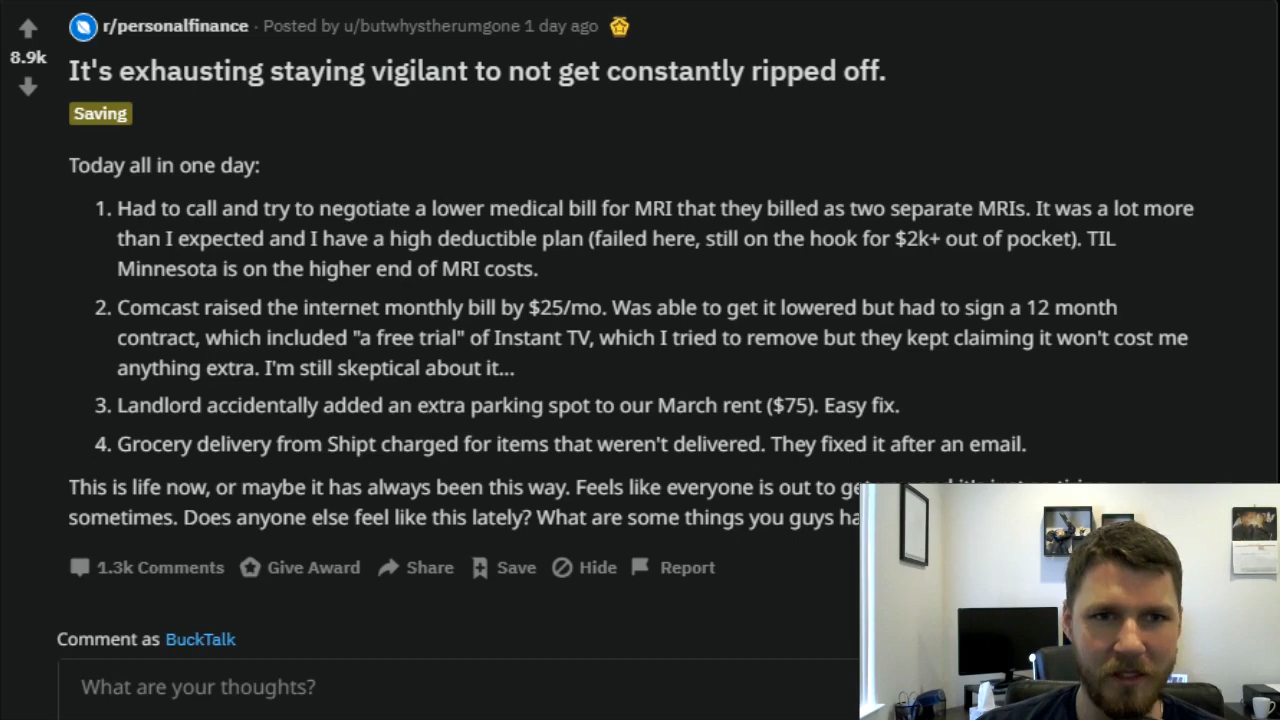 r/personalfinance · Posted by u/butwhystherumgone 1 day ago
8.9k
It's exhausting staying vigilant to not get constantly ripped off.
Saving
Today all in one day:
1. Had to call and try to negotiate a lower medical bill for MRI that they billed as two separate MRIs. It was a lot more
than I expected and I have a high deductible plan (failed here, still on the hook for $2k+ out of pocket). TIL
Minnesota is on the higher end of MRI costs.
2. Comcast raised the internet monthly bill by $25/mo. Was able to get it lowered but had to sign a 12 month
contract, which included "a free trial" of Instant TV, which I tried to remove but they kept claiming it won't cost me
anything extra. I'm still skeptical about it...
3. Landlord accidentally added an extra parking spot to our March rent ($75). Easy fix.
4. Grocery delivery from Shipt charged for items that weren't delivered. They fixed it after an email.
This is life now, or maybe it has always been this way. Feels like everyone is out to
sometimes. Does anyone else feel like this lately? What are some things you guys
1.3k Comments Give Award Share Save Hide Report
Comment as BuckTalk
What are your thoughts?